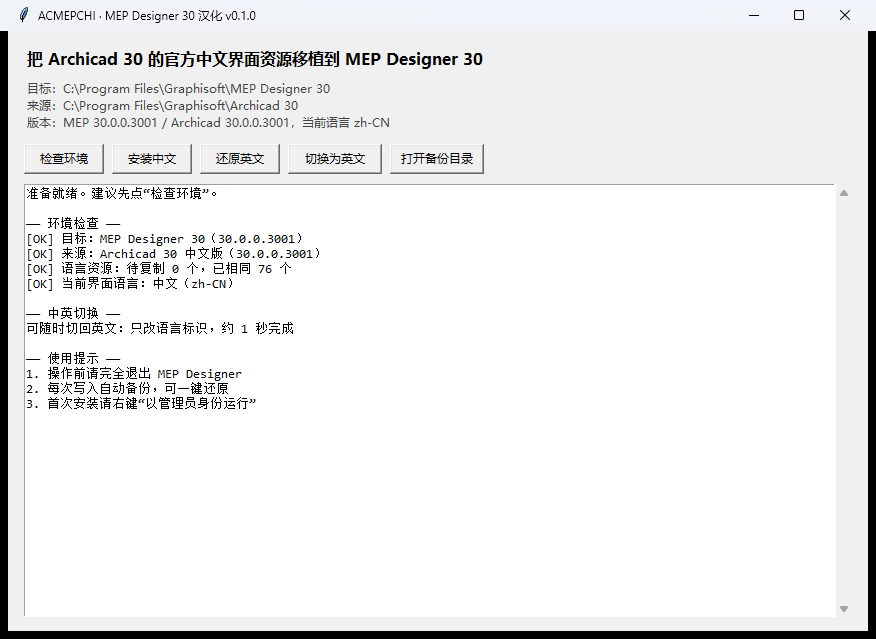 ACMEPCHI · MEP Designer 30 汉化 v0.1.0
把 Archicad 30 的官方中文界面资源移植到 MEP Designer 30
目标：C:\Program Files\Graphisoft\MEP Designer 30
来源：C:\Program Files\Graphisoft\Archicad 30
版本：MEP 30.0.0.3001 / Archicad 30.0.0.3001，当前语言 zh-CN
检查环境 安装中文 还原英文 切换为英文 打开备份目录
准备就绪。建议先点“检查环境”。
—— 环境检查 ——
[OK] 目标：MEP Designer 30（30.0.0.3001）
[OK] 来源：Archicad 30 中文版（30.0.0.3001）
[OK] 语言资源：待复制 0 个，已相同 76 个
[OK] 当前界面语言：中文（zh-CN）
—— 中英切换 ——
可随时切回英文：只改语言标识，约 1 秒完成
—— 使用提示 ——
1. 操作前请完全退出 MEP Designer
2. 每次写入自动备份，可一键还原
3. 首次安装请右键“以管理员身份运行”